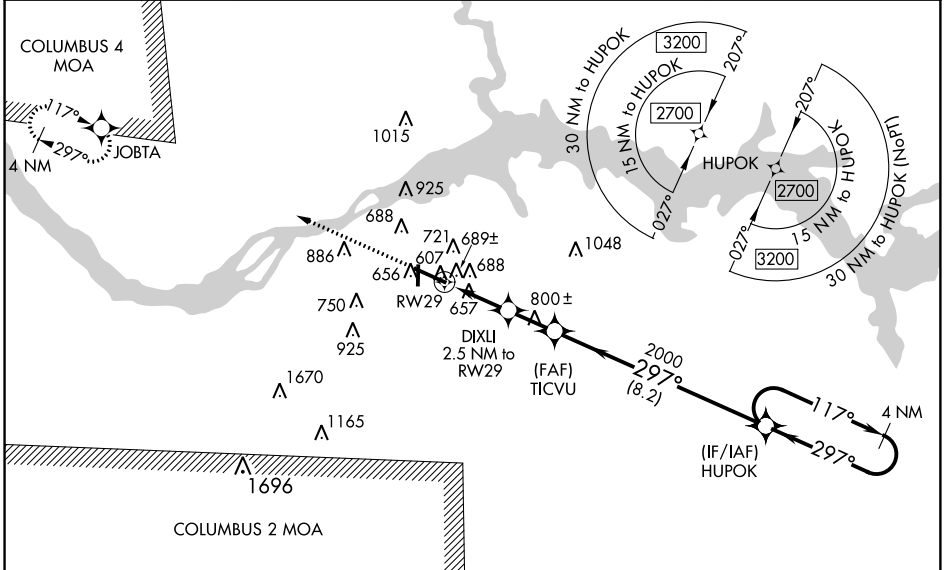 COLUMBUS 4
MOA
117°
297°
4 NM
JOBTA
1015
925
688
721
689±
886
607
688
656
RW29
657
750
925
1670
1165
1696
COLUMBUS 2 MOA
1048
800±
DIXLI
2.5 NM to
RW29
(FAF)
TICVU
2000
297°
(8.2)
117°
4 NM
297°
(IF/IAF)
HUPOK
30 NM to HUPOK
3200
207°
15 NM to HUPOK
2700
027°
HUPOK
207°
2700
15 NM to HUPOK
027°
3200
30 NM to HUPOK (NoPT)